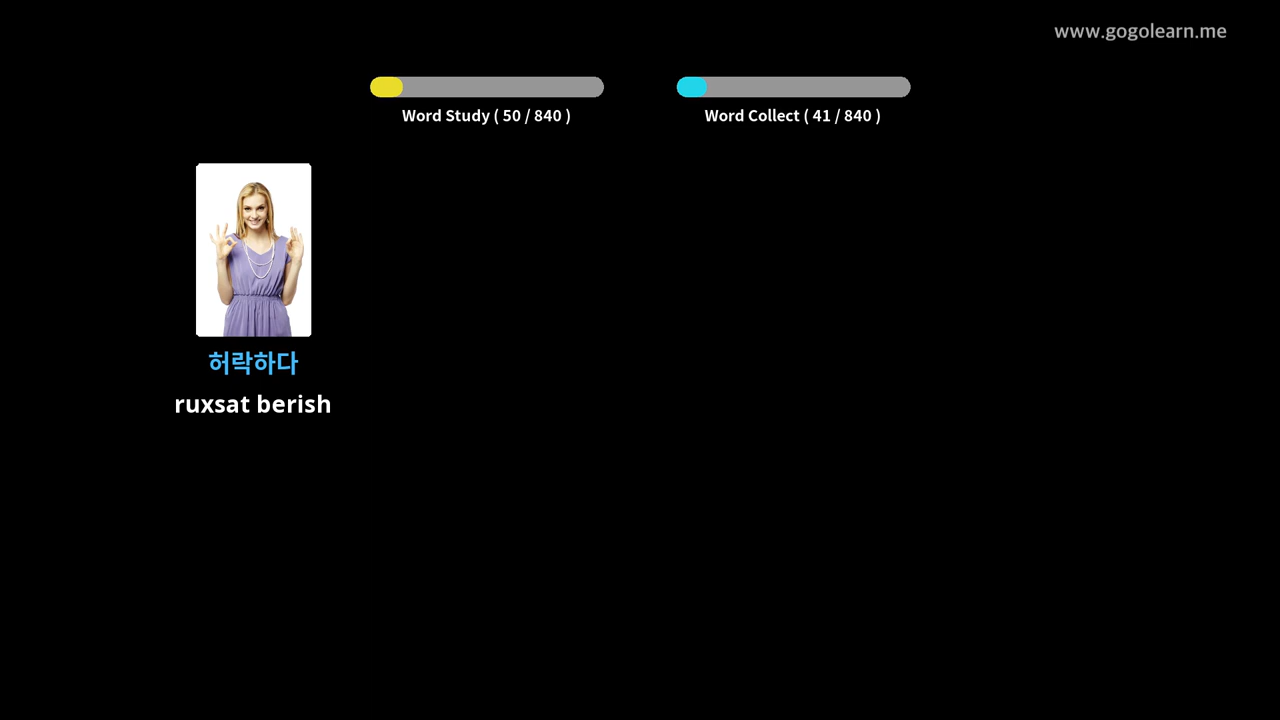 www.gogolearn.me
Word Study ( 50 / 840 )
Word Collect ( 41 / 840 )
허락하다
ruxsat berish